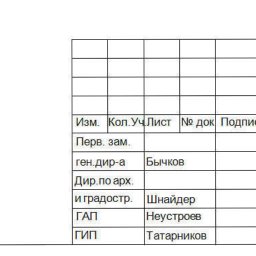 Изм. Кол.Уч. Лист № док Подпи
Перв. зам.
ген.дир-а Бычков
Дир.по арх.
и градостр. Шнайдер
ГАП Неустроев
ГИП Татарников